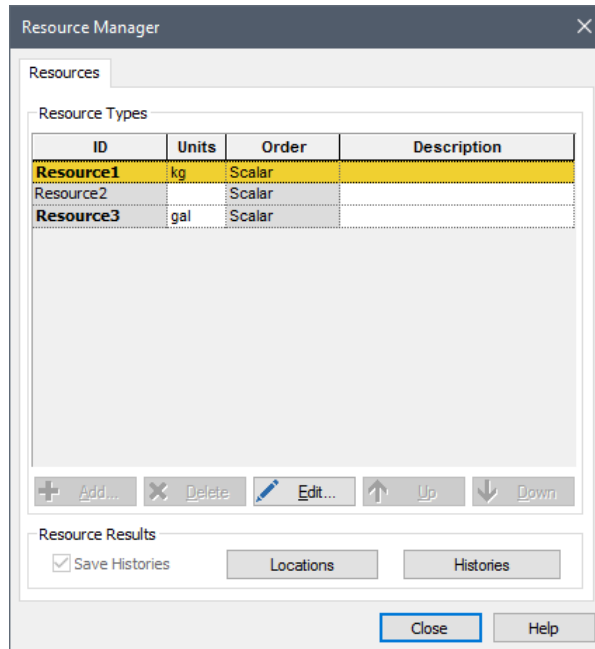 Resource Manager
Resources
Resource Types
ID Units Order Description
Resource1 kg Scalar
Resource2 Scalar
Resource3 gal Scalar
Add... Delete Edit... Up Down
Resource Results
Save Histories Locations Histories
Close Help